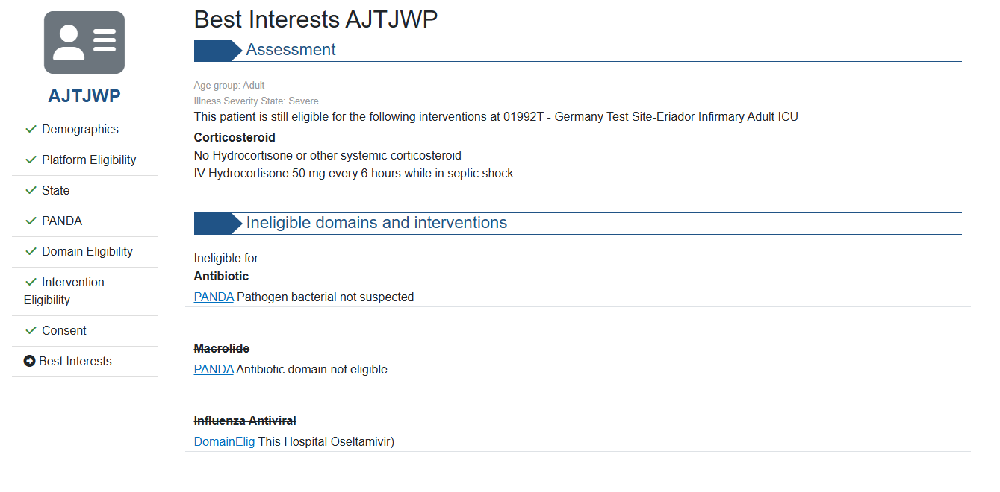 AJTJWP
Demographics
Platform Eligibility
State
PANDA
Domain Eligibility
Intervention
Eligibility
Consent
Best Interests
Best Interests AJTJWP
Assessment
Age group: Adult
Illness Severity State: Severe
This patient is still eligible for the following interventions at 01992T - Germany Test Site-Eriador Infirmary Adult ICU
Corticosteroid
No Hydrocortisone or other systemic corticosteroid
IV Hydrocortisone 50 mg every 6 hours while in septic shock
Ineligible domains and interventions
Ineligible for
Antibiotic
PANDA Pathogen bacterial not suspected
Macrolide
PANDA Antibiotic domain not eligible
Influenza Antiviral
DomainElig This Hospital Oseltamivir)